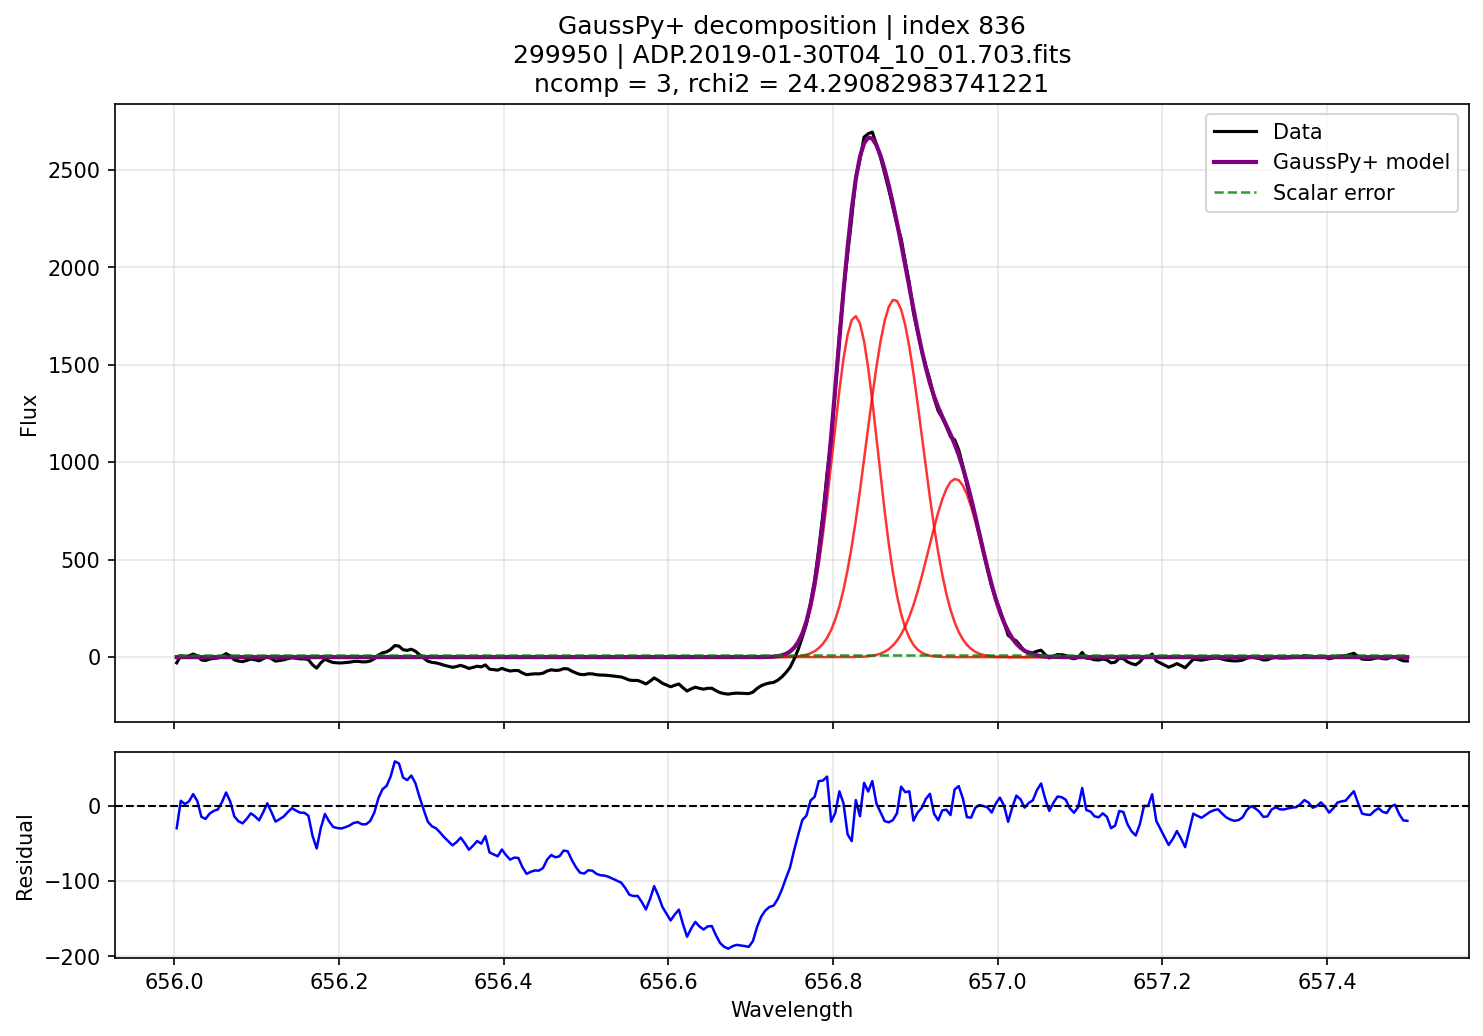 GaussPy+ decomposition | index 836
299950 | ADP.2019-01-30T04_10_01.703.fits
ncomp = 3, rchi2 = 24.29082983741221
Data
GaussPy+ model
Scalar error
2500
2000
1500
1000
500
0
Flux
0
−100
−200
Residual
656.0 656.2 656.4 656.6 656.8 657.0 657.2 657.4
Wavelength